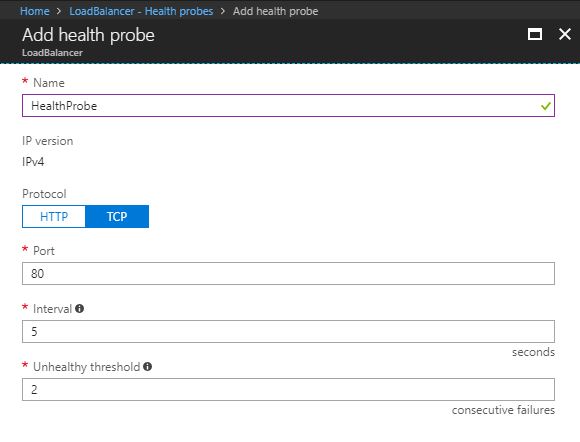 Home > LoadBalancer - Health probes > Add health probe
Add health probe
LoadBalancer
* Name
HealthProbe
IP version
IPv4
Protocol
HTTP TCP
* Port
80
* Interval
5
seconds
* Unhealthy threshold
2
consecutive failures